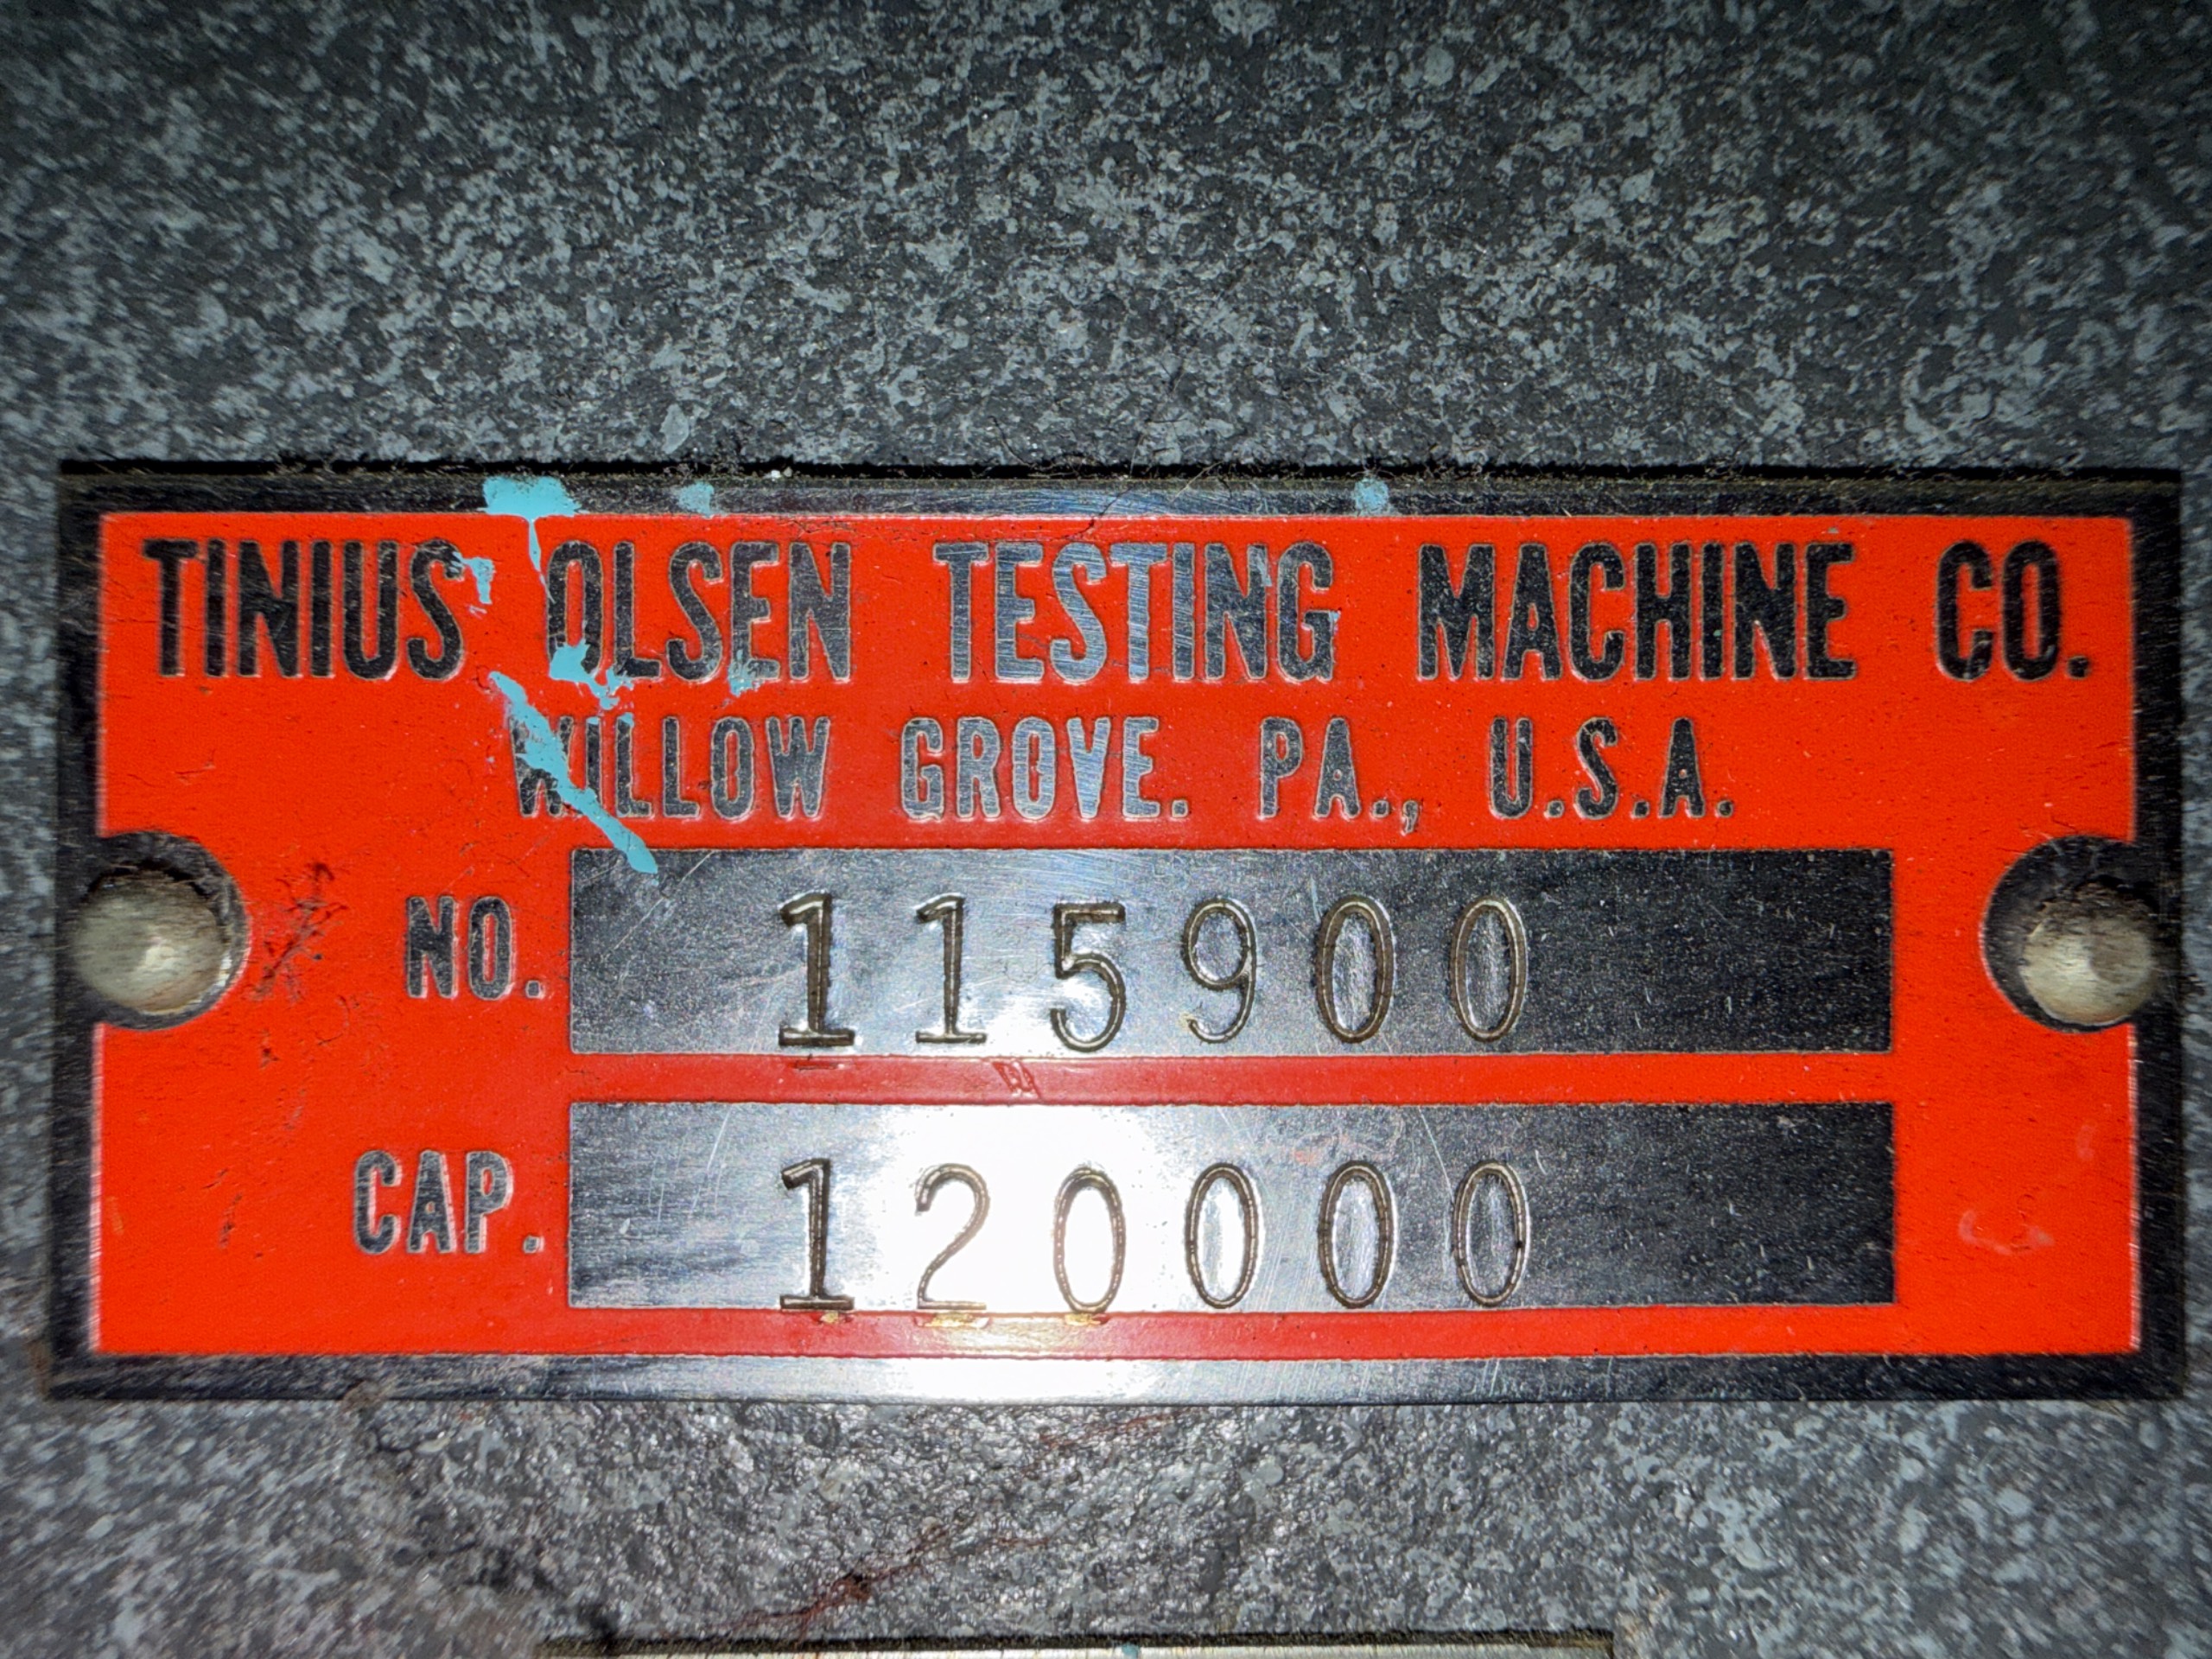 TINIUS OLSEN TESTING MACHINE CO.
WILLOW GROVE. PA., U.S.A.
NO. 115900
CAP. 120000